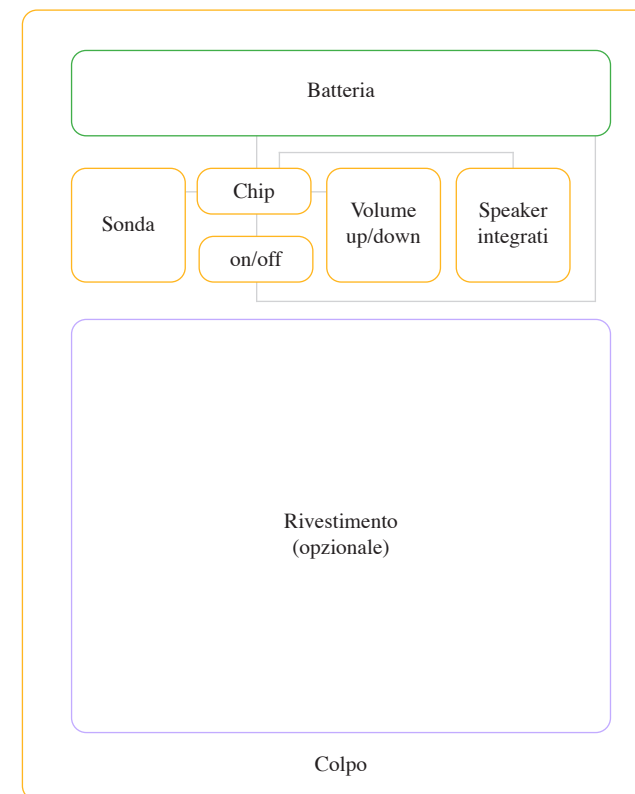 Batteria
Sonda
Chip
on/off
Volume
up/down
Speaker
integrati
Rivestimento
(opzionale)
Colpo